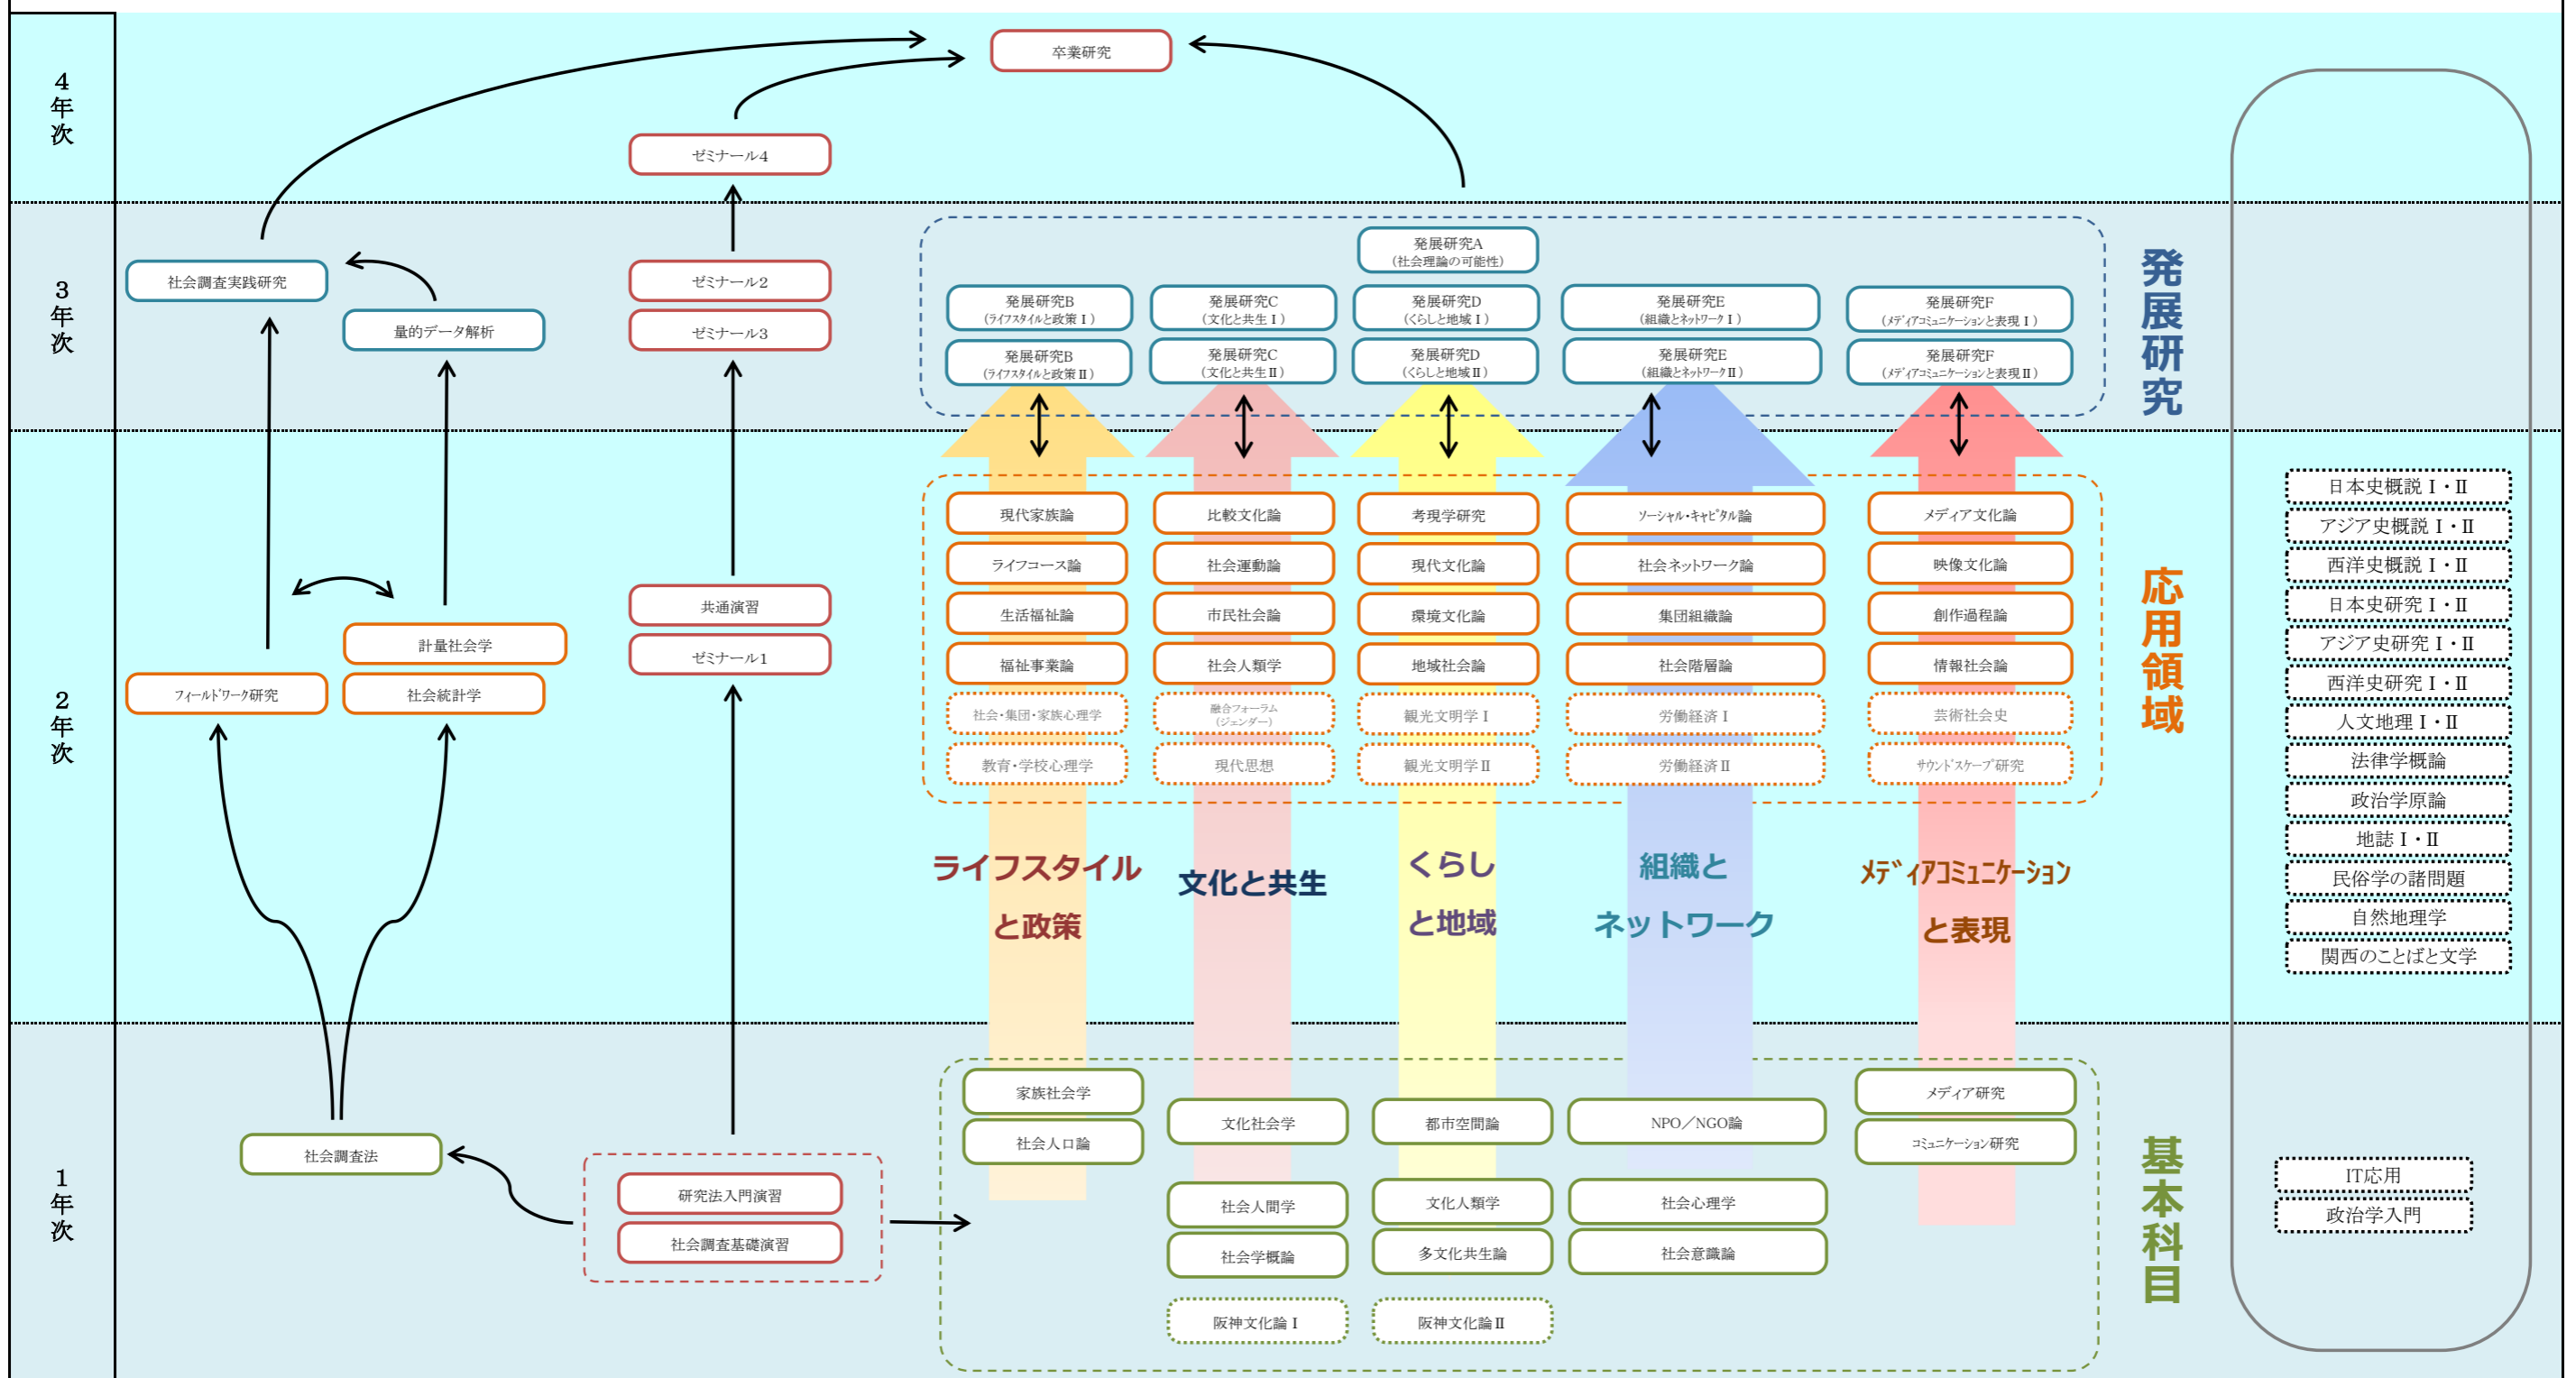 4年次
卒業研究
ゼミナール4
3年次
社会調査実践研究
量的データ解析
ゼミナール2
ゼミナール3
発展研究A
（社会理論の可能性）
発展研究B
（ライフスタイルと政策Ⅰ）
発展研究C
（文化と共生Ⅰ）
発展研究D
（くらしと地域Ⅰ）
発展研究E
（組織とネットワークⅠ）
発展研究F
（メディアコミュニケーションと表現Ⅰ）
発展研究B
（ライフスタイルと政策Ⅱ）
発展研究C
（文化と共生Ⅱ）
発展研究D
（くらしと地域Ⅱ）
発展研究E
（組織とネットワークⅡ）
発展研究F
（メディアコミュニケーションと表現Ⅱ）
発展研究
2年次
フィールドワーク研究
計量社会学
社会統計学
共通演習
ゼミナール1
現代家族論
ライフコース論
生活福祉論
福祉事業論
社会・集団・家族心理学
教育・学校心理学
比較文化論
社会運動論
市民社会論
社会人類学
融合フォーラム
（ジェンダー）
現代思想
考現学研究
現代文化論
環境文化論
地域社会論
観光文明学Ⅰ
観光文明学Ⅱ
ソーシャル・キャピタル論
社会ネットワーク論
集団組織論
社会階層論
労働経済Ⅰ
労働経済Ⅱ
メディア文化論
映像文化論
創作過程論
情報社会論
芸術社会史
サウンドスケープ研究
応用領域
ライフスタイル
と政策
文化と共生
くらし
と地域
組織と
ネットワーク
メディアコミュニケーション
と表現
日本史概説Ⅰ・Ⅱ
アジア史概説Ⅰ・Ⅱ
西洋史概説Ⅰ・Ⅱ
日本史研究Ⅰ・Ⅱ
アジア史研究Ⅰ・Ⅱ
西洋史研究Ⅰ・Ⅱ
人文地理Ⅰ・Ⅱ
法律学概論
政治学原論
地誌Ⅰ・Ⅱ
民俗学の諸問題
自然地理学
関西のことばと文学
1年次
社会調査法
研究法入門演習
社会調査基礎演習
家族社会学
社会人口論
文化社会学
社会人間学
社会学概論
阪神文化論Ⅰ
都市空間論
文化人類学
多文化共生論
阪神文化論Ⅱ
NPO／NGO論
社会心理学
社会意識論
メディア研究
コミュニケーション研究
基本科目
IT応用
政治学入門